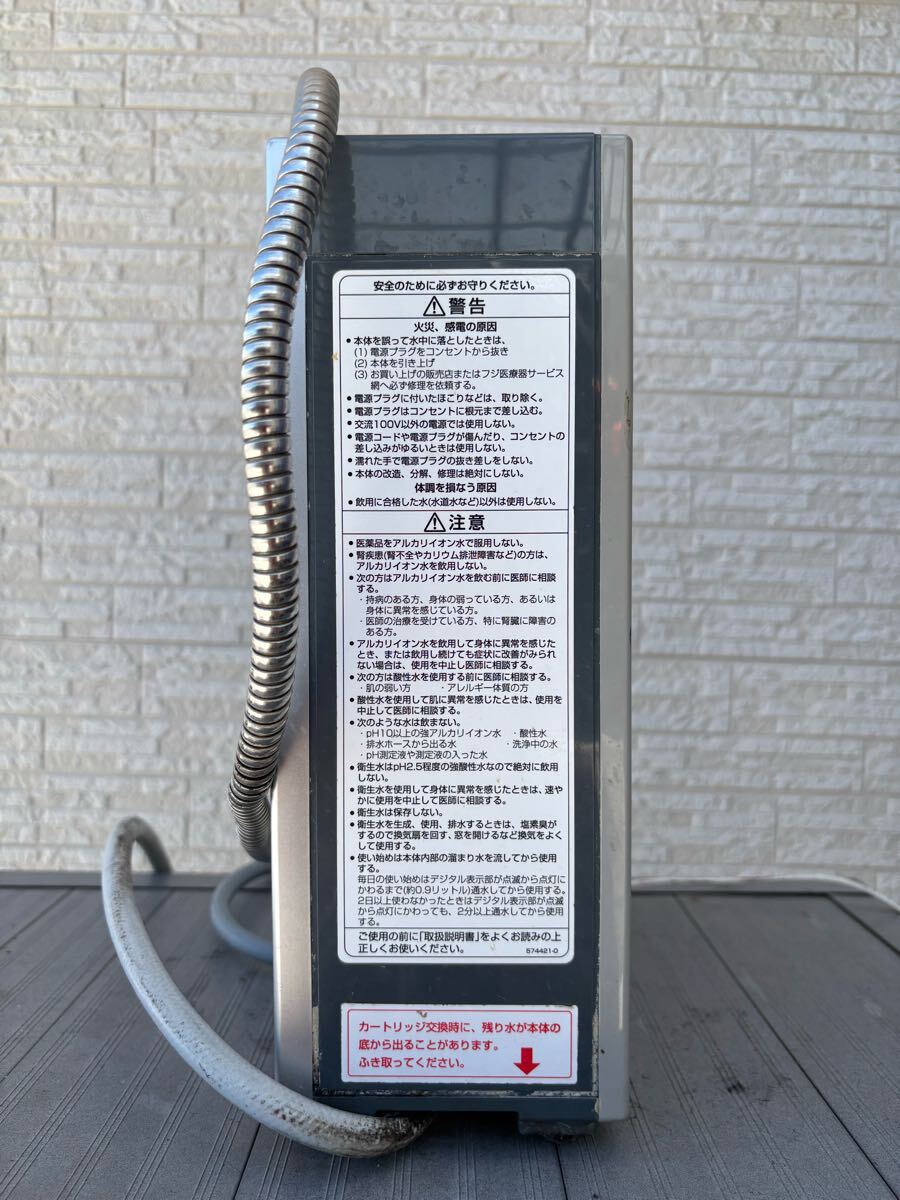 安全のために必ずお守りください。
⚠警告
火災、感電の原因
●本体を誤って水中に落としたときは、
(1) 電源プラグをコンセントから抜き
(2) 本体を引き上げ
(3) お買い上げの販売店またはフジ医療器サービス
網へ必ず修理を依頼する。
●電源プラグに付いたほこりなどは、取り除く。
●電源プラグはコンセントに根元まで差し込む。
●交流100V以外の電源では使用しない。
●電源コードや電源プラグが傷んだり、コンセントの
差し込みがゆるいときは使用しない。
●濡れた手で電源プラグの抜き差しをしない。
●本体の改造、分解、修理は絶対にしない。
体調を損なう原因
●飲用に合格した水(水道水など)以外は使用しない。
⚠注意
●医薬品をアルカリイオン水で服用しない。
●腎疾患(腎不全やカリウム排泄障害など)の方は、
アルカリイオン水を飲用しない。
●次の方はアルカリイオン水を飲む前に医師に相談
する。
・持病のある方、身体の弱っている方、あるいは
身体に異常を感じている方。
・医師の治療を受けている方、特に腎臓に障害の
ある方。
●アルカリイオン水を飲用して身体に異常を感じた
とき、または飲用し続けても症状に改善がみられ
ない場合は、使用を中止し医師に相談する。
●次の方は酸性水を使用する前に医師に相談する。
・肌の弱い方 ・アレルギー体質の方
●酸性水を使用して肌に異常を感じたときは、使用を
中止して医師に相談する。
●次のような水は飲まない。
・pH10以上の強アルカリイオン水 ・酸性水
・排水ホースから出る水 ・洗浄中の水
・pH測定液や測定液の入った水
●衛生水はpH2.5程度の強酸性水なので絶対に飲用
しない。
●衛生水を使用して身体に異常を感じたときは、速や
かに使用を中止して医師に相談する。
●衛生水は保存しない。
●衛生水を生成、使用、排水するときは、塩素臭が
するので換気扇を回す、窓を開けるなど換気をよく
して使用する。
●使い始めは本体内部の溜まり水を流してから使用
する。
毎日の使い始めはデジタル表示部が点滅から点灯に
かわるまで(約0.9リットル)通水してから使用する。
2日以上使わなかったときはデジタル表示部が点滅
から点灯にかわっても、2分以上通水してから使用
する。
ご使用の前に「取扱説明書」をよくお読みの上
正しくお使いください。 574421-0
カートリッジ交換時に、残り水が本体の
底から出ることがあります。
ふき取ってください。